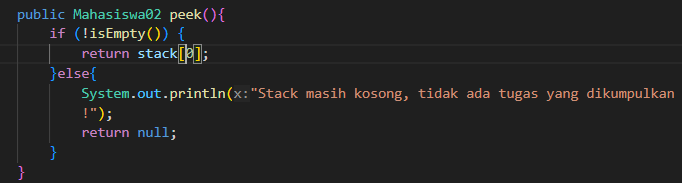 public Mahasiswa02 peek(){
if (!isEmpty()) {
return stack[0];
}else{
System.out.println(x:"Stack masih kosong, tidak ada tugas yang dikumpulkan
!");
return null;
}
}